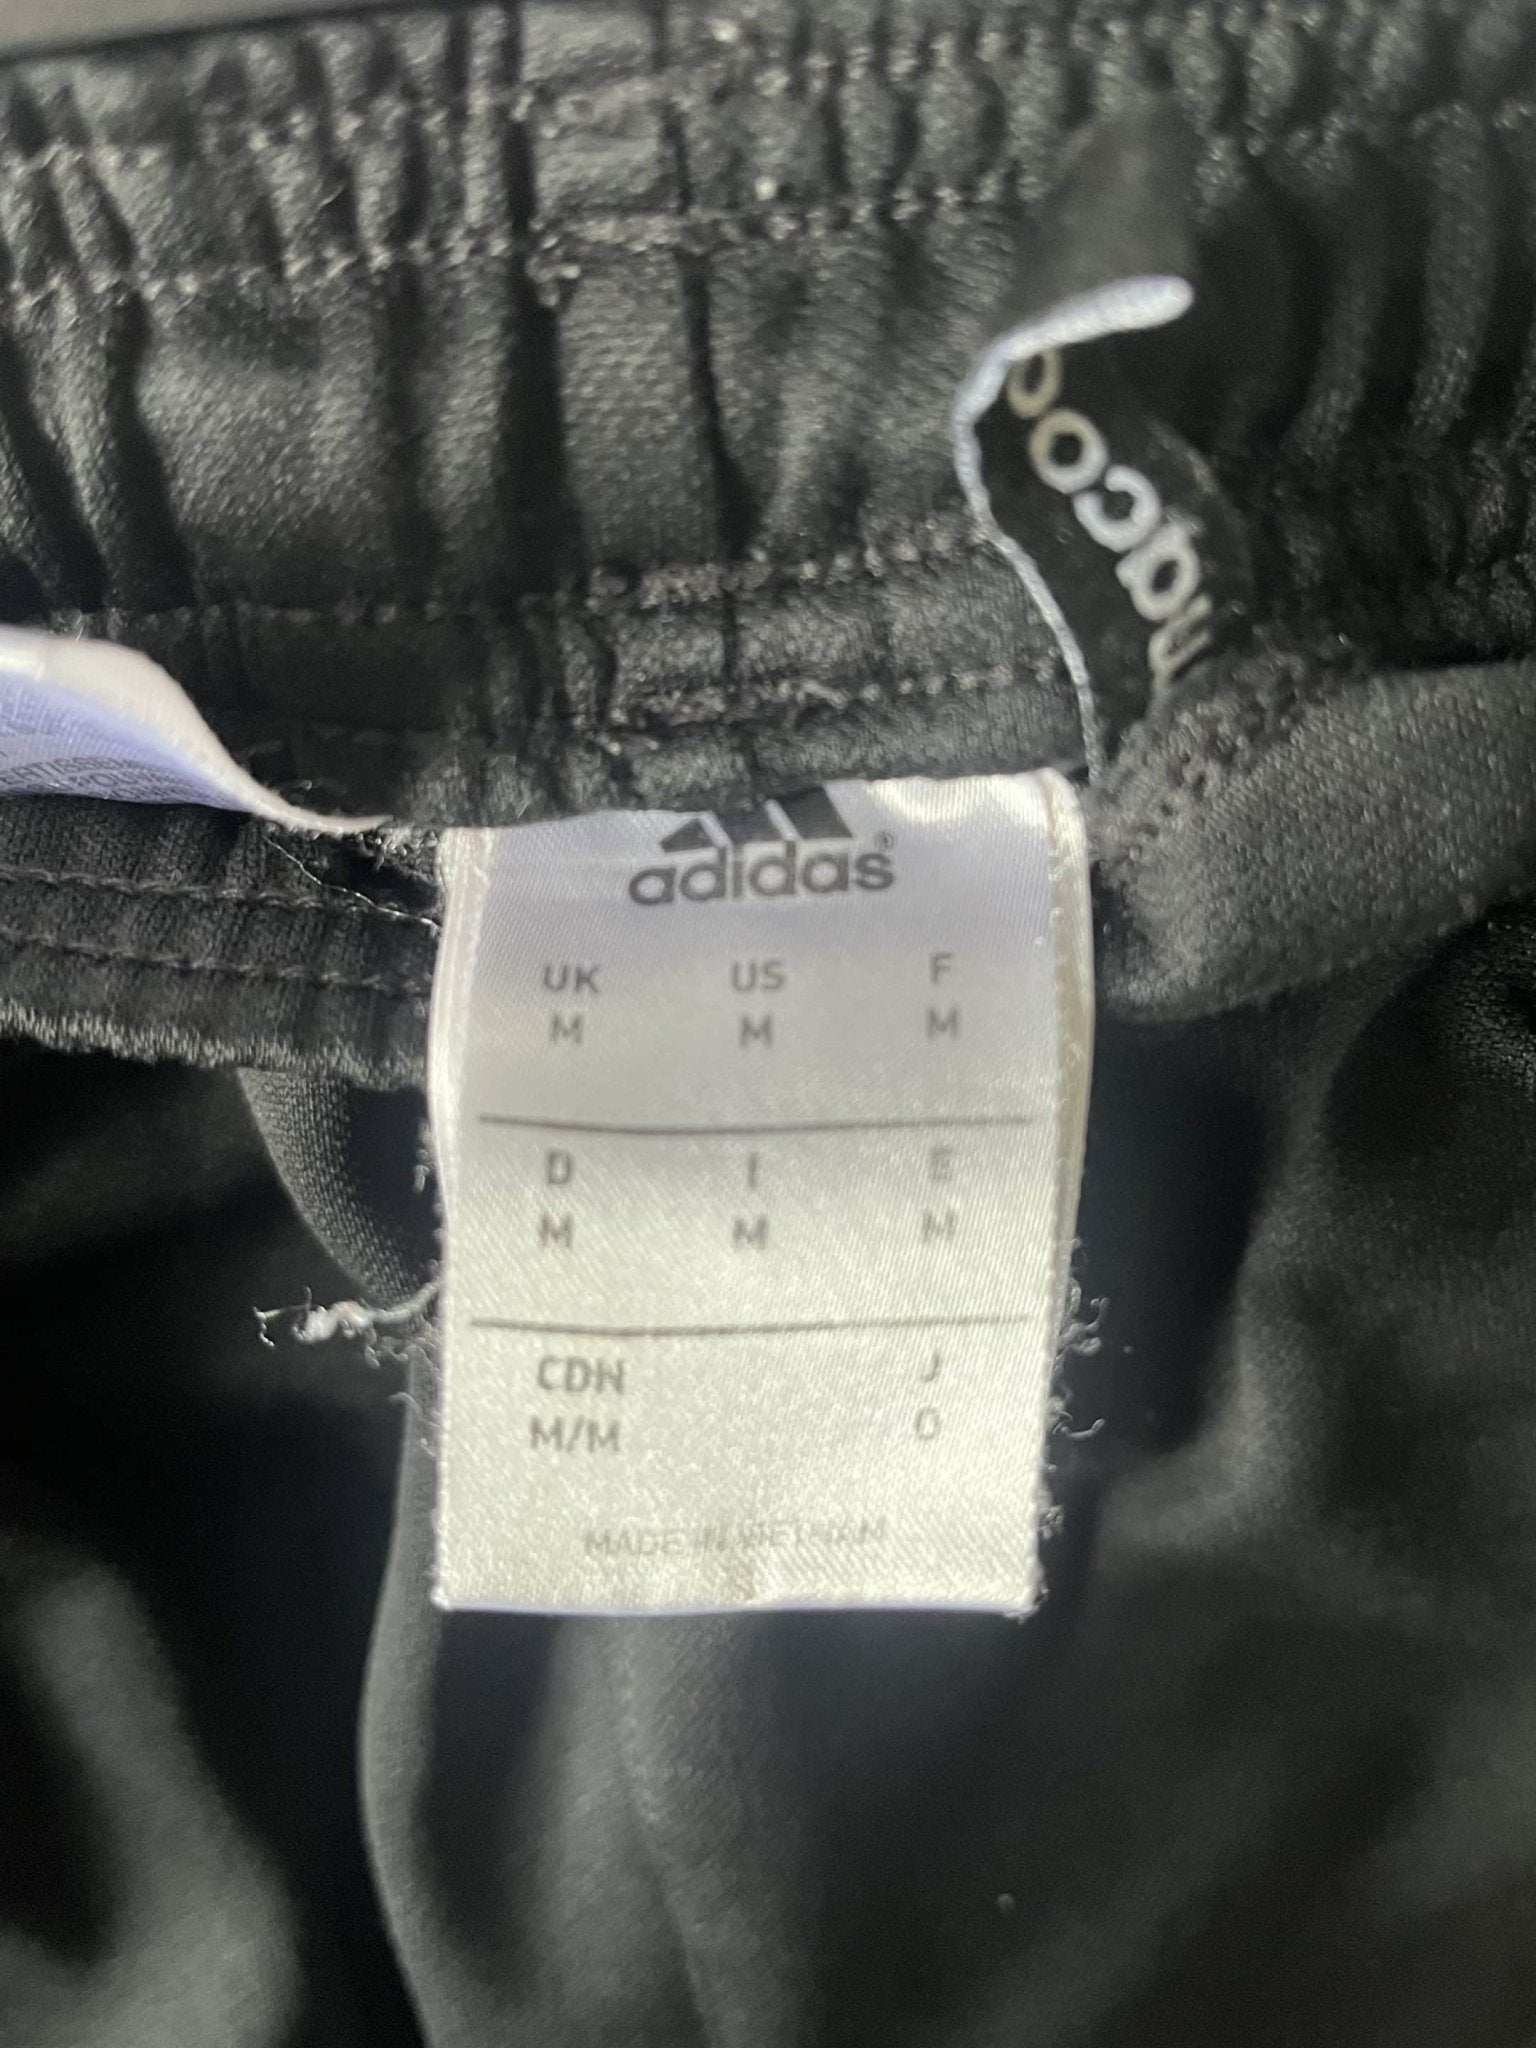 adidas®
UK US F
M M M
D I E
M M M
CDN J
M/M O
MADE IN VIETNAM